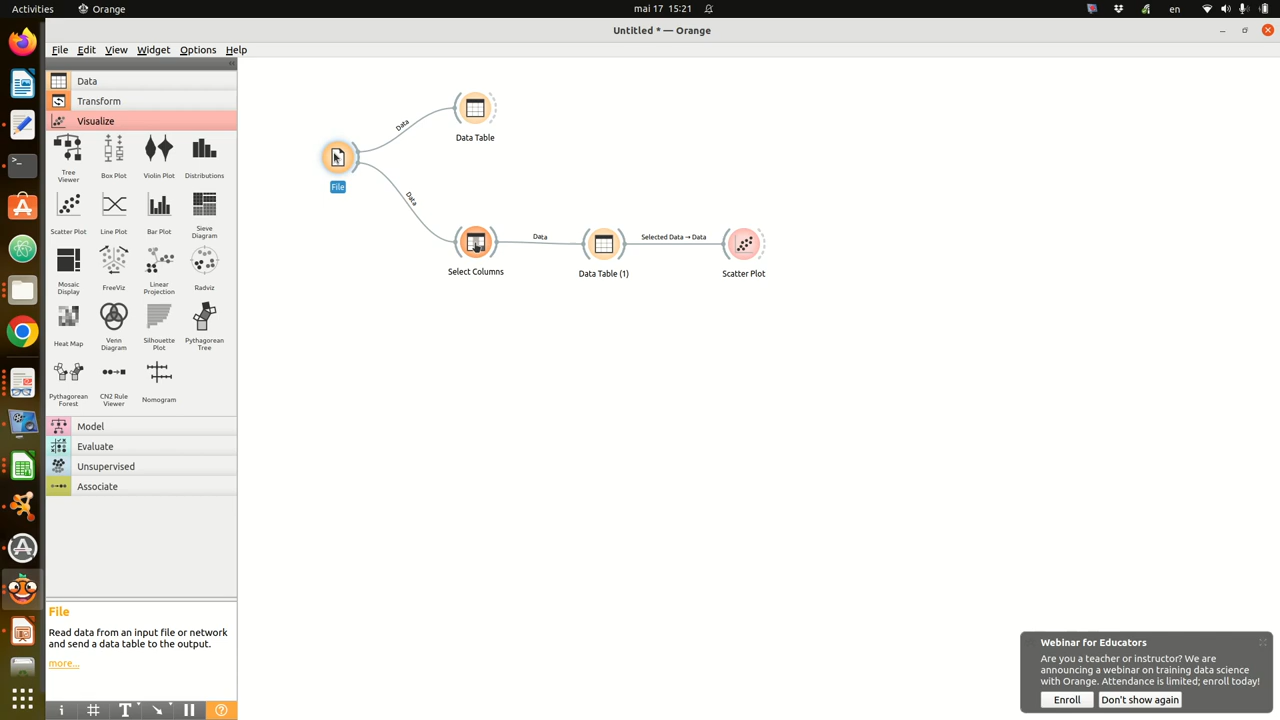 Activities
Orange
mai 17 15:21
en
Untitled * — Orange
File
Edit
View
Widget
Options
Help
Data
Transform
Visualize
Tree
Viewer
Box Plot
Violin Plot
Distributions
Scatter Plot
Line Plot
Bar Plot
Sieve
Diagram
Mosaic
Display
FreeViz
Linear
Projection
Radviz
Heat Map
Venn
Diagram
Silhouette
Plot
Pythagorean
Tree
Pythagorean
Forest
CN2 Rule
Viewer
Nomogram
Model
Evaluate
Unsupervised
Associate
File
Read data from an input file or network
and send a data table to the output.
more...
Data
Data Table
File
Data
Select Columns
Data
Data Table (1)
Selected Data → Data
Scatter Plot
Webinar for Educators
Are you a teacher or instructor? We are
announcing a webinar on training data science
with Orange. Attendance is limited; enroll today!
Enroll
Don't show again